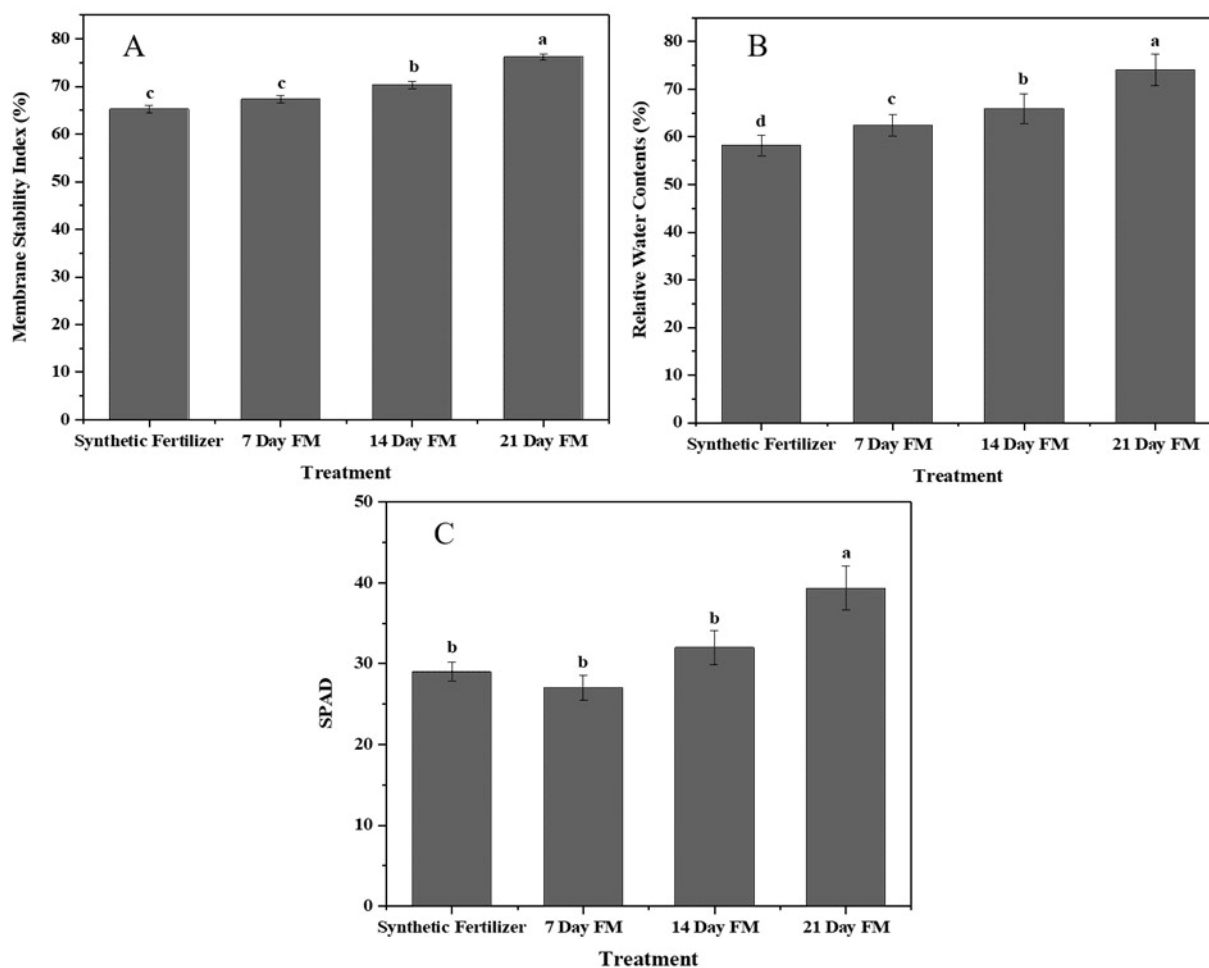 A
Membrane Stability Index (%)
80
70
60
50
40
30
20
10
0
c
c
b
a
Synthetic Fertilizer 7 Day FM 14 Day FM 21 Day FM
Treatment
B
Relative Water Contents (%)
80
70
60
50
40
30
20
10
0
d
c
b
a
Synthetic Fertilizer 7 Day FM 14 Day FM 21 Day FM
Treatment
C
SPAD
50
40
30
20
10
0
b
b
b
a
Synthetic Fertilizer 7 Day FM 14 Day FM 21 Day FM
Treatment